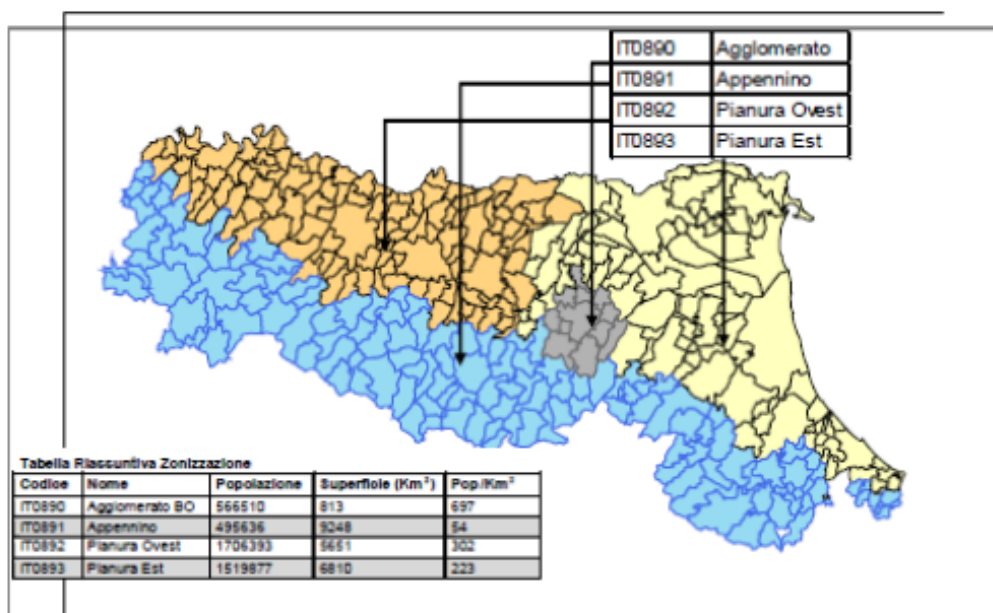 IT0890 Agglomerato
IT0891 Appennino
IT0892 Pianura Ovest
IT0893 Pianura Est
Tabella Riassuntiva Zonizzazione
Codice Nome Popolazione Superficie (Km²) Pop/Km²
IT0890 Agglomerato BO 566510 813 697
IT0891 Appennino 495636 9248 54
IT0892 Pianura Ovest 1706393 5651 302
IT0893 Pianura Est 1519877 6810 223